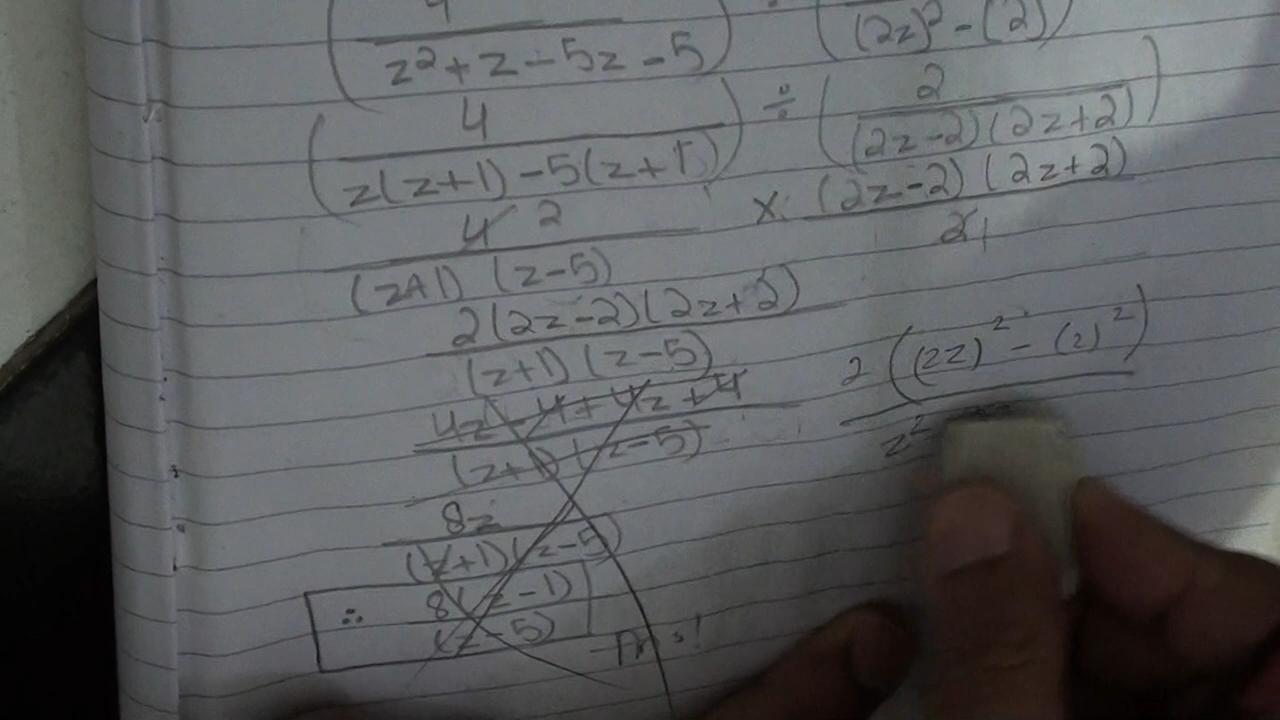 4
z² + z - 5z - 5
(2z)² - (2)
( 4 / z(z+1) - 5(z+1) ) ÷ ( 2 / (2z-2)(2z+2) )
4 2 / (z+1) (z-5) × (2z-2) (2z+2) / 2 1
2(2z-2)(2z+2) / (z+1) (z-5)
2 ((2z)² - (2)²) / z²
4z - 4 + 4z + 4 / (z+1) (z-5)
8z / (z+1) (z-5)
∴ 8(z-1) / (z-5)
-Ans!